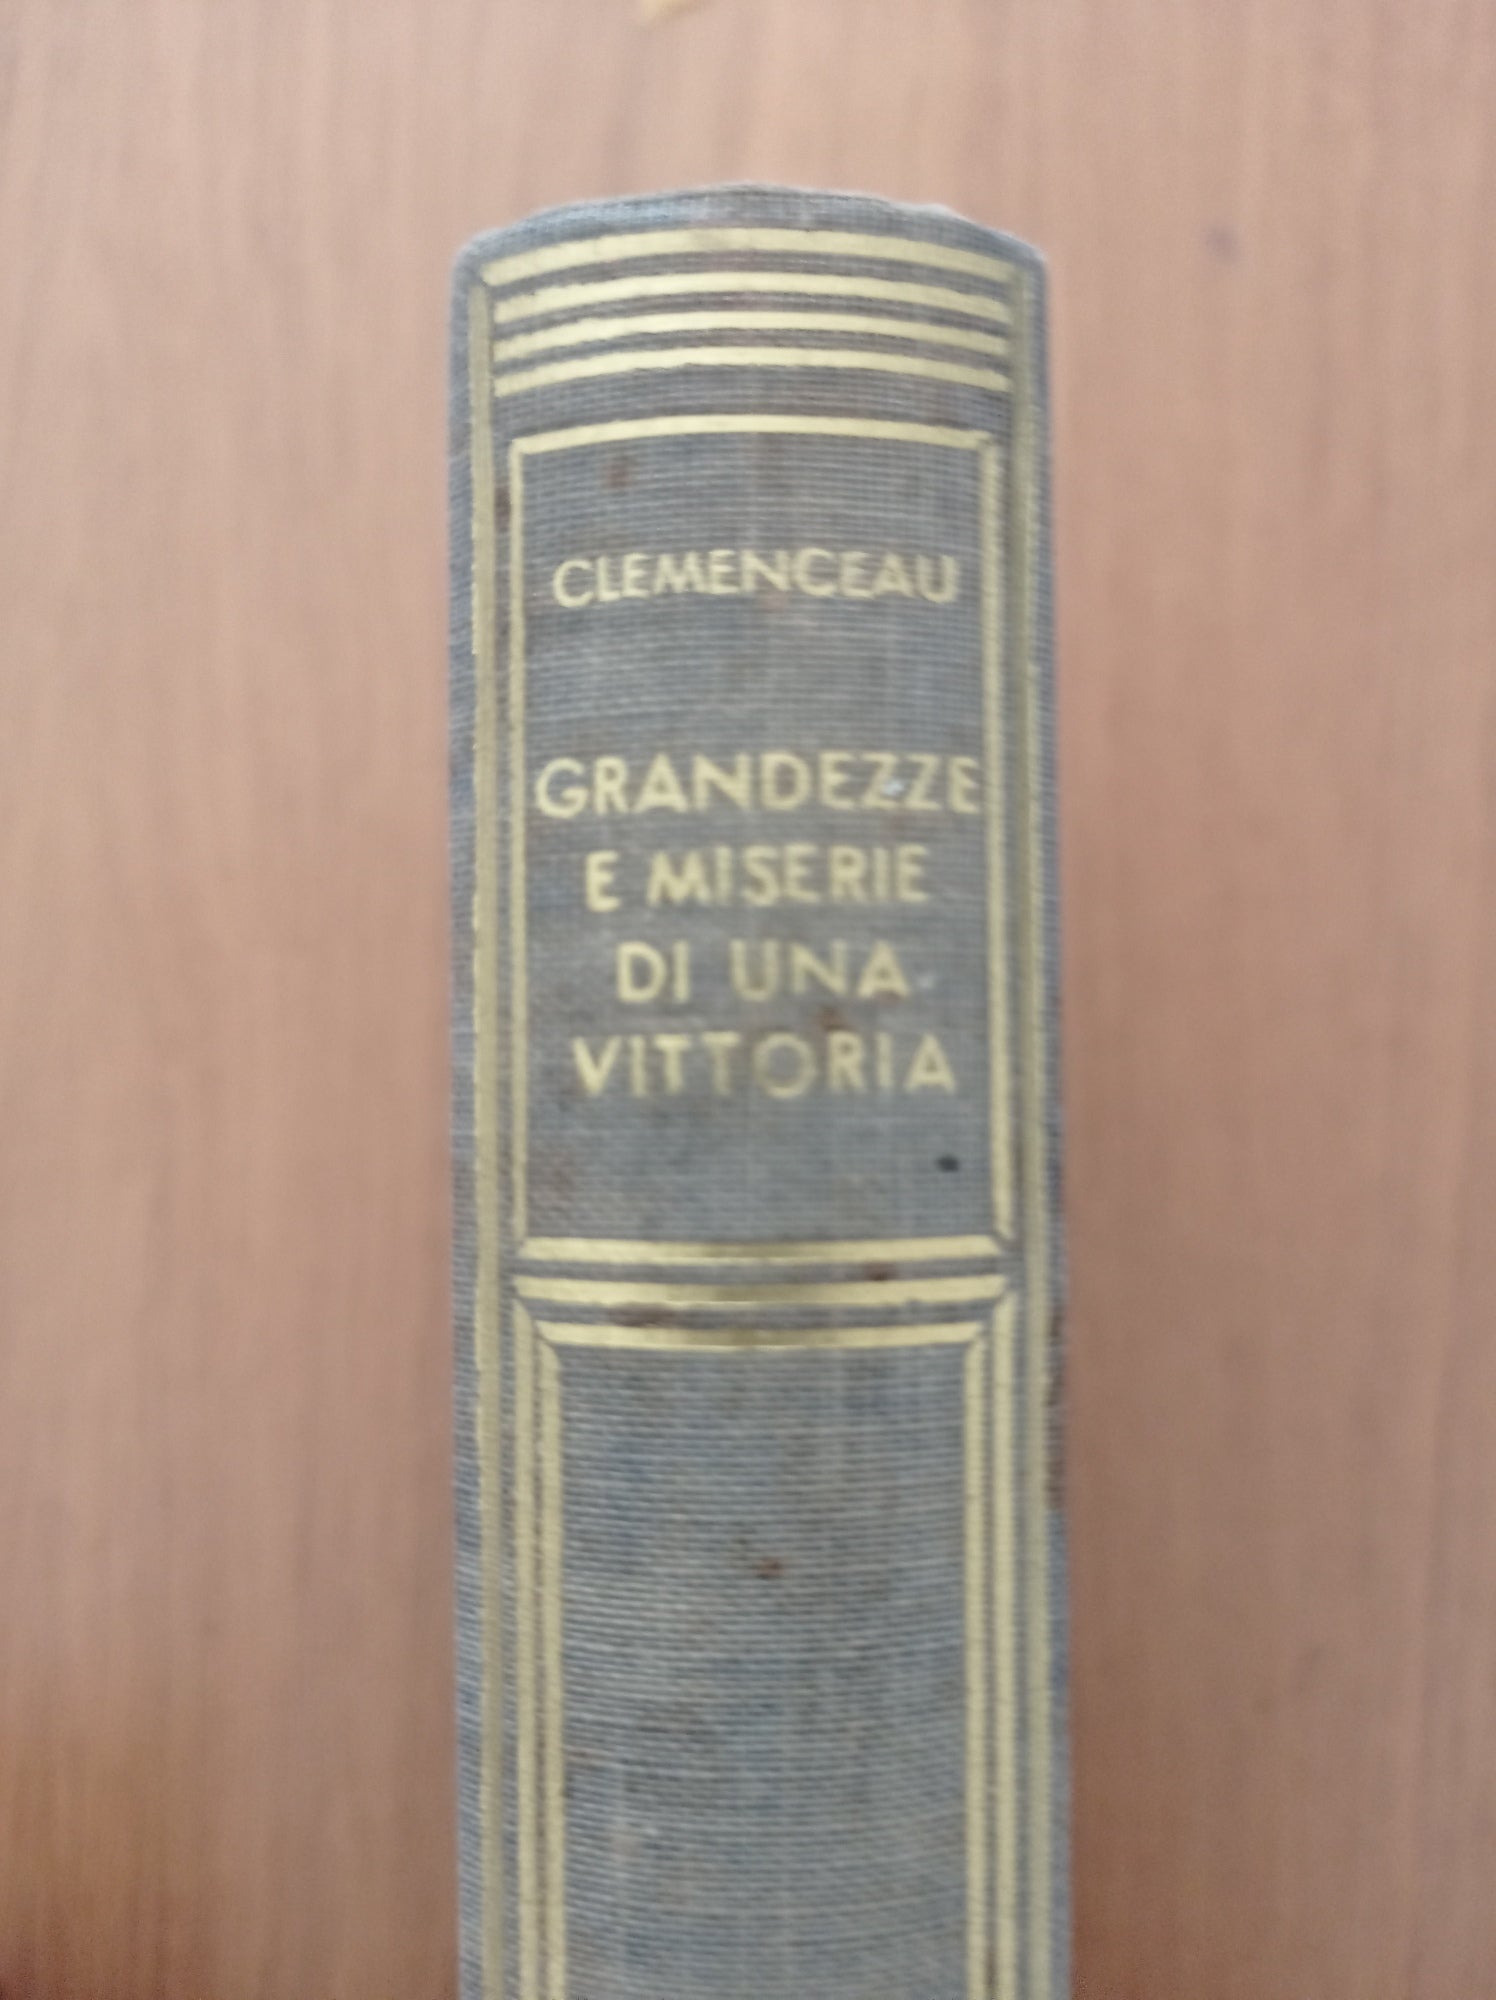 CLEMENCEAU
GRANDEZZE
E MISERIE
DI UNA
VITTORIA